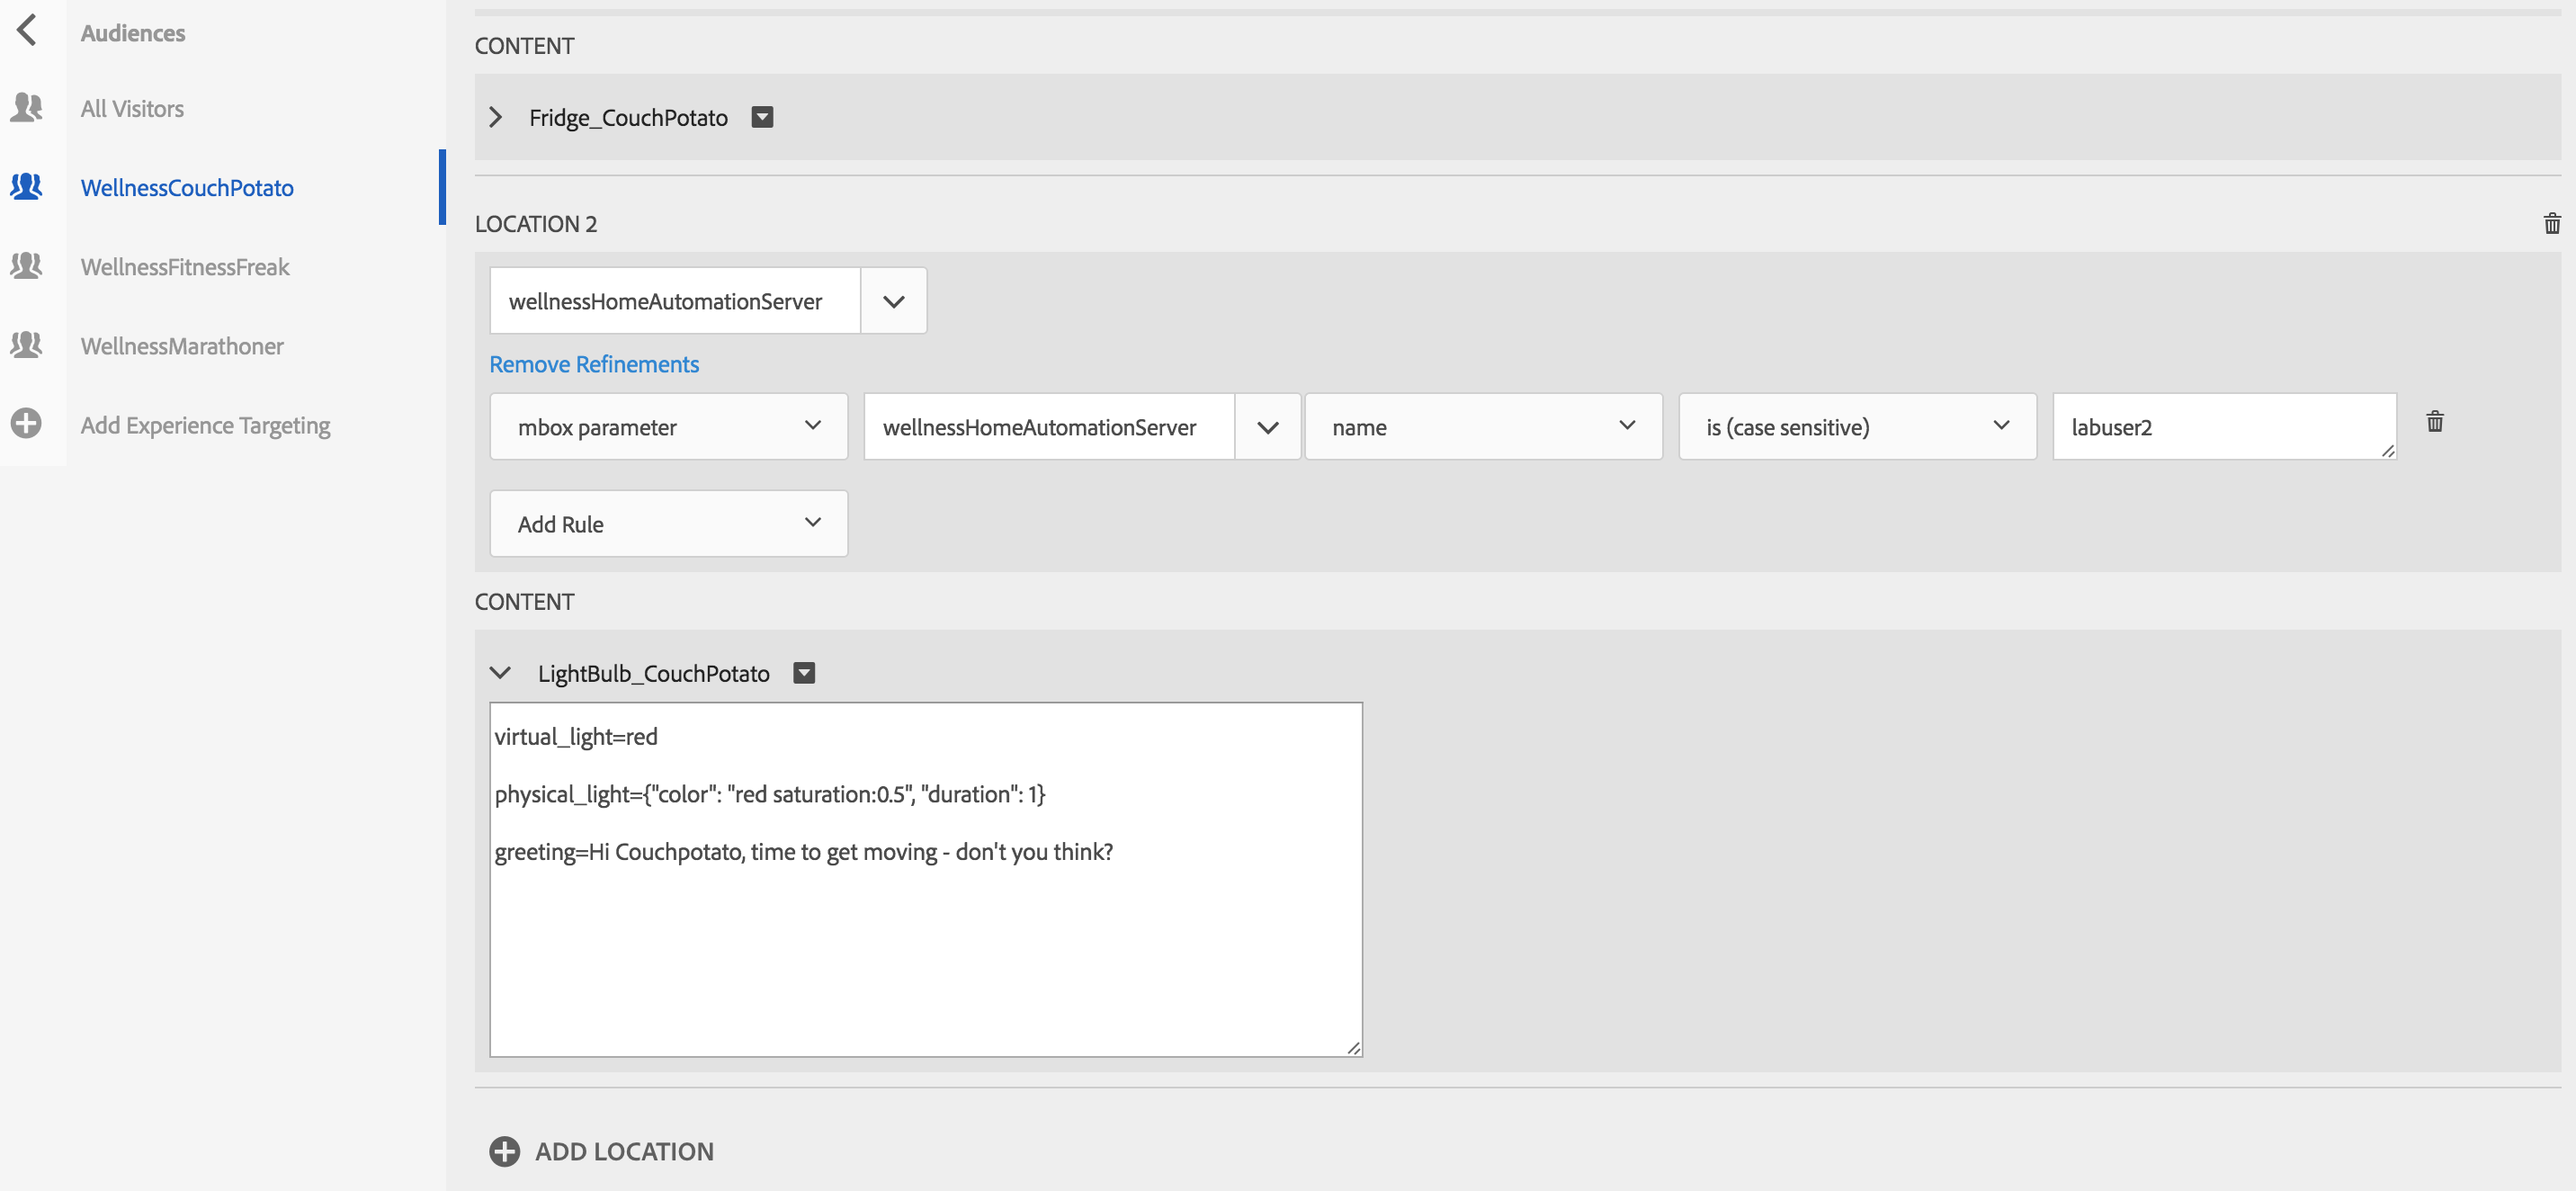 Audiences
All Visitors
WellnessCouchPotato
WellnessFitnessFreak
WellnessMarathoner
Add Experience Targeting
CONTENT
Fridge_CouchPotato
LOCATION 2
wellnessHomeAutomationServer
Remove Refinements
mbox parameter wellnessHomeAutomationServer name is (case sensitive) labuser2
Add Rule
CONTENT
LightBulb_CouchPotato
virtual_light=red
physical_light={"color": "red saturation:0.5", "duration": 1}
greeting=Hi Couchpotato, time to get moving - don't you think?
ADD LOCATION